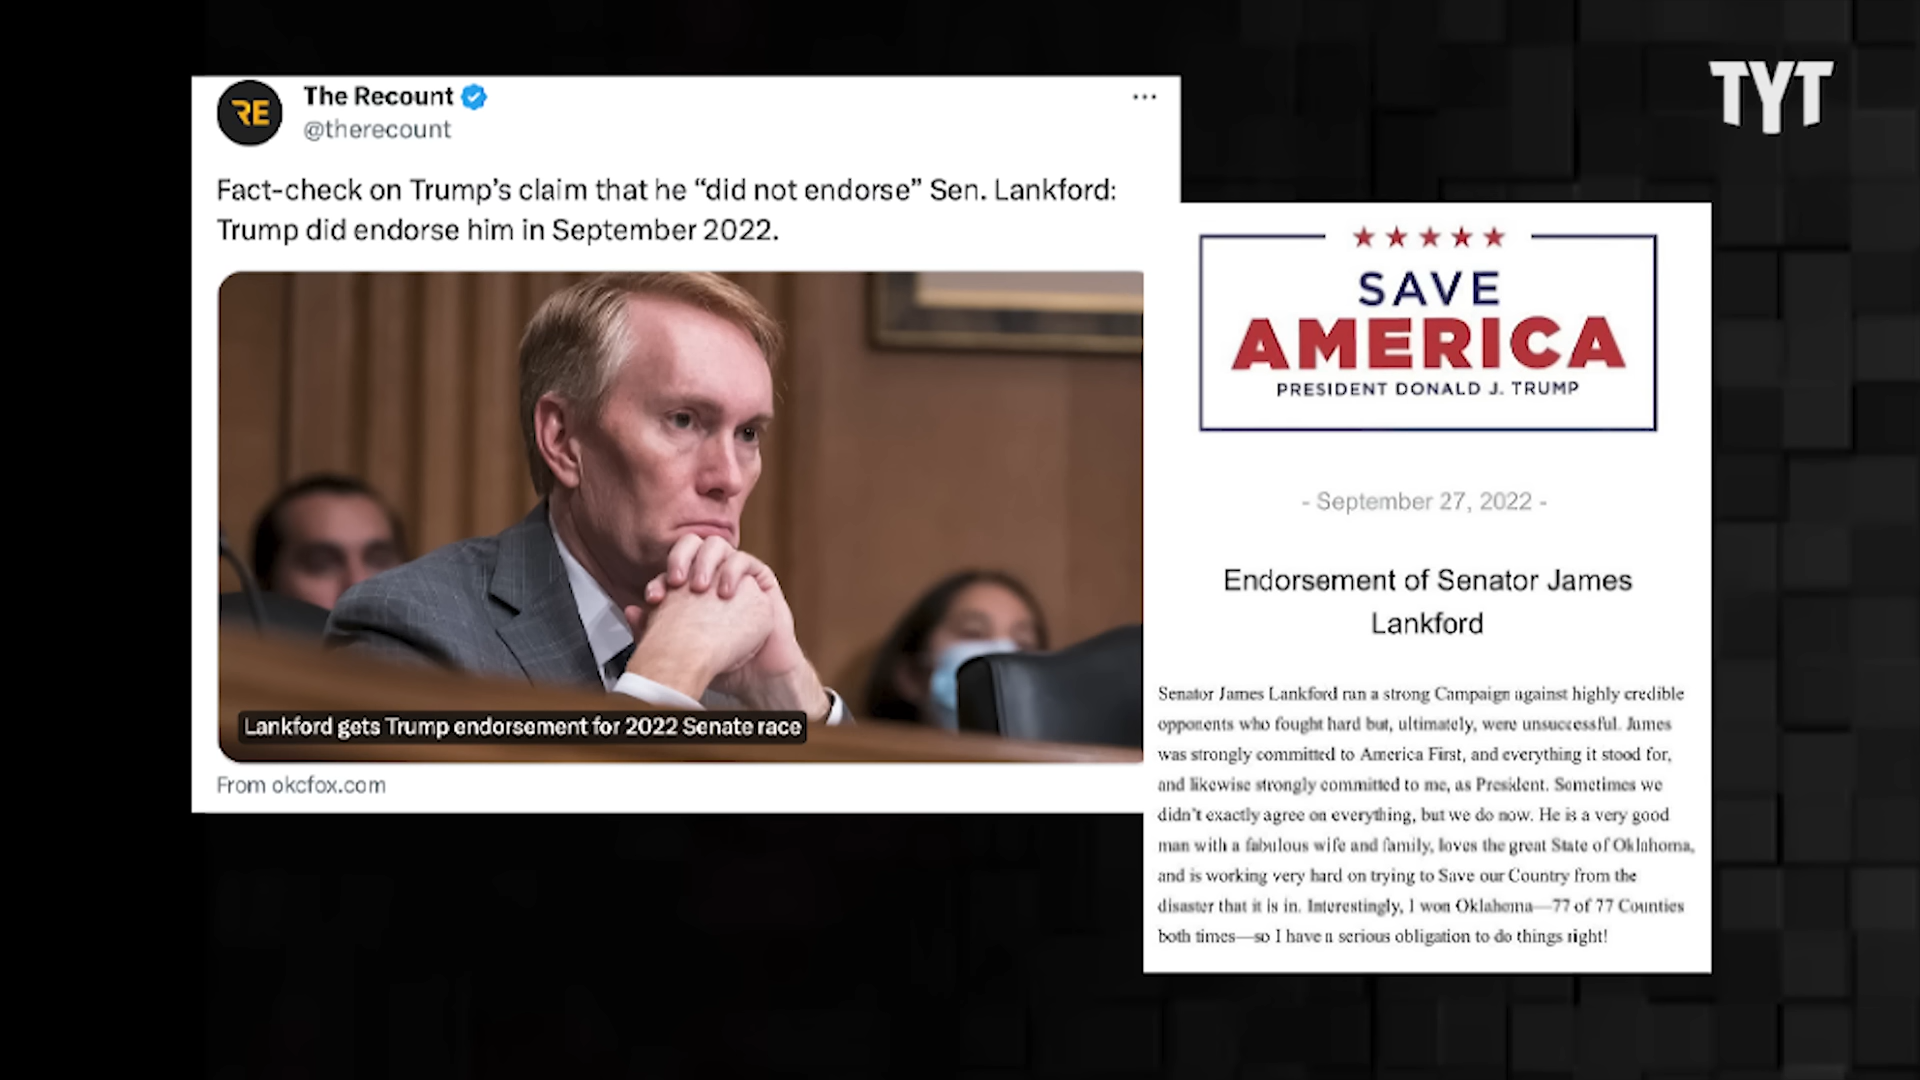 RE
The Recount
@therecount
Fact-check on Trump’s claim that he “did not endorse” Sen. Lankford:
Trump did endorse him in September 2022.
Lankford gets Trump endorsement for 2022 Senate race
From okcfox.com
TYT
SAVE
AMERICA
PRESIDENT DONALD J. TRUMP
- September 27, 2022 -
Endorsement of Senator James
Lankford
Senator James Lankford ran a strong Campaign against highly credible
opponents who fought hard but, ultimately, were unsuccessful. James
was strongly committed to America First, and everything it stood for,
and likewise strongly committed to me, as President. Sometimes we
didn’t exactly agree on everything, but we do now. He is a very good
man with a fabulous wife and family, loves the great State of Oklahoma,
and is working very hard on trying to Save our Country from the
disaster that it is in. Interestingly, I won Oklahoma—77 of 77 Counties
both times—so I have a serious obligation to do things right!